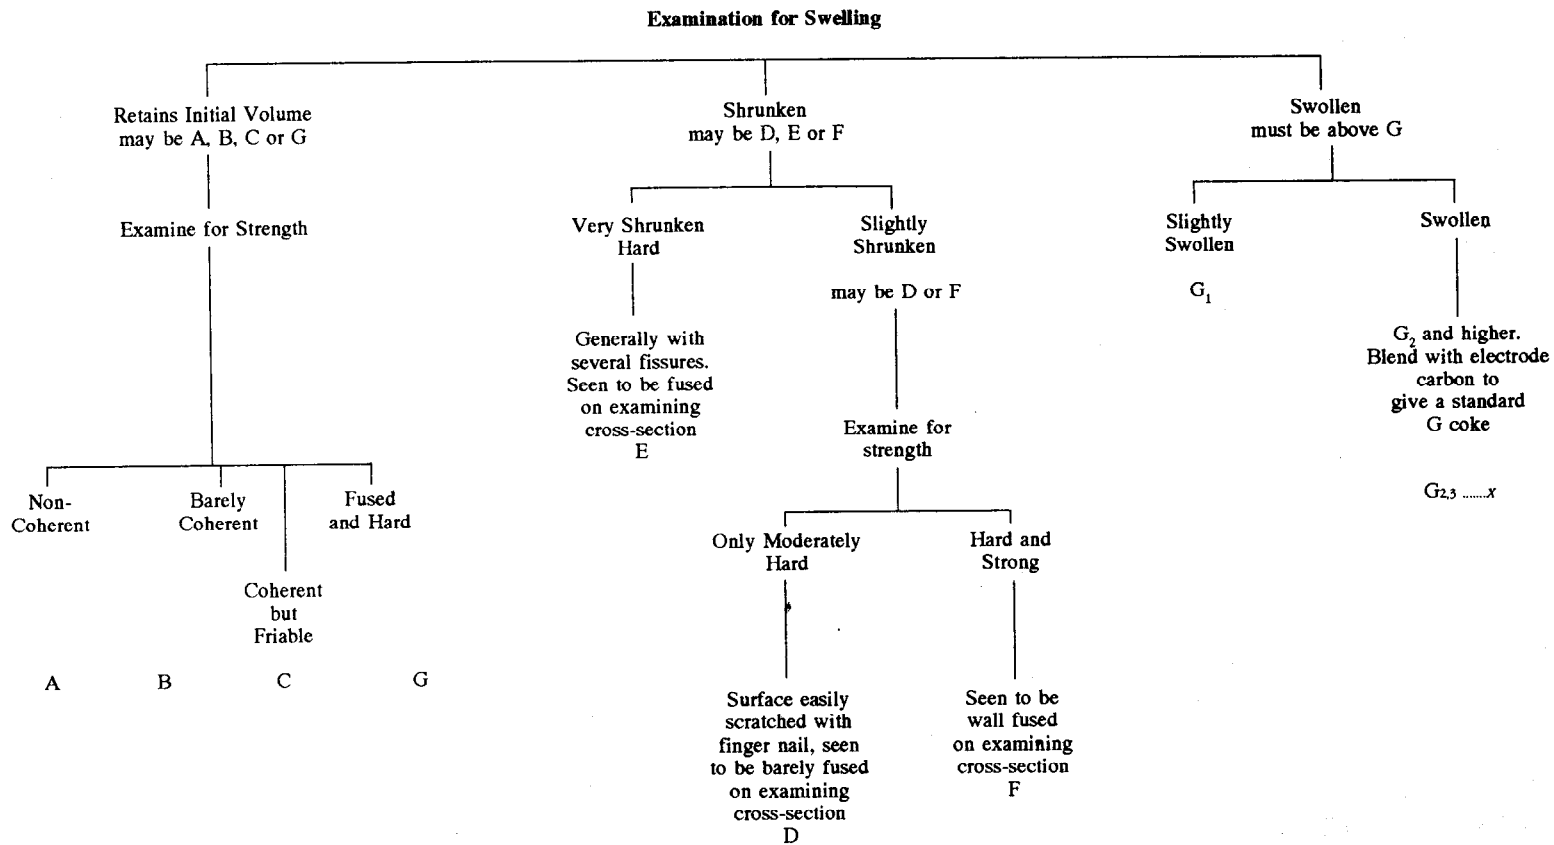 Examination for Swelling
Retains Initial Volume
may be A, B, C or G
Examine for Strength
Non-
Coherent
Barely
Coherent
Fused
and Hard
Coherent
but
Friable
A
B
C
G
Shrunken
may be D, E or F
Very Shrunken
Hard
Generally with
several fissures.
Seen to be fused
on examining
cross-section
E
Slightly
Shrunken
may be D or F
Examine for
strength
Only Moderately
Hard
Surface easily
scratched with
finger nail, seen
to be barely fused
on examining
cross-section
D
Hard and
Strong
Seen to be
wall fused
on examining
cross-section
F
Swollen
must be above G
Slightly
Swollen
G₁
Swollen
G₂ and higher.
Blend with electrode
carbon to
give a standard
G coke
G2,3 .......x